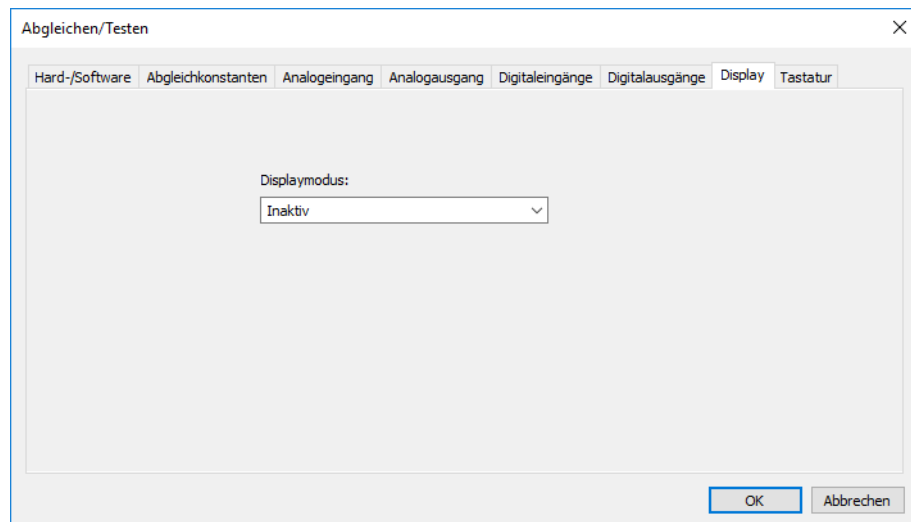 Abgleichen/Testen
Hard-/Software Abgleichkonstanten Analogeingang Analogausgang Digitaleingänge Digitalausgänge Display Tastatur
Displaymodus:
Inaktiv
OK Abbrechen